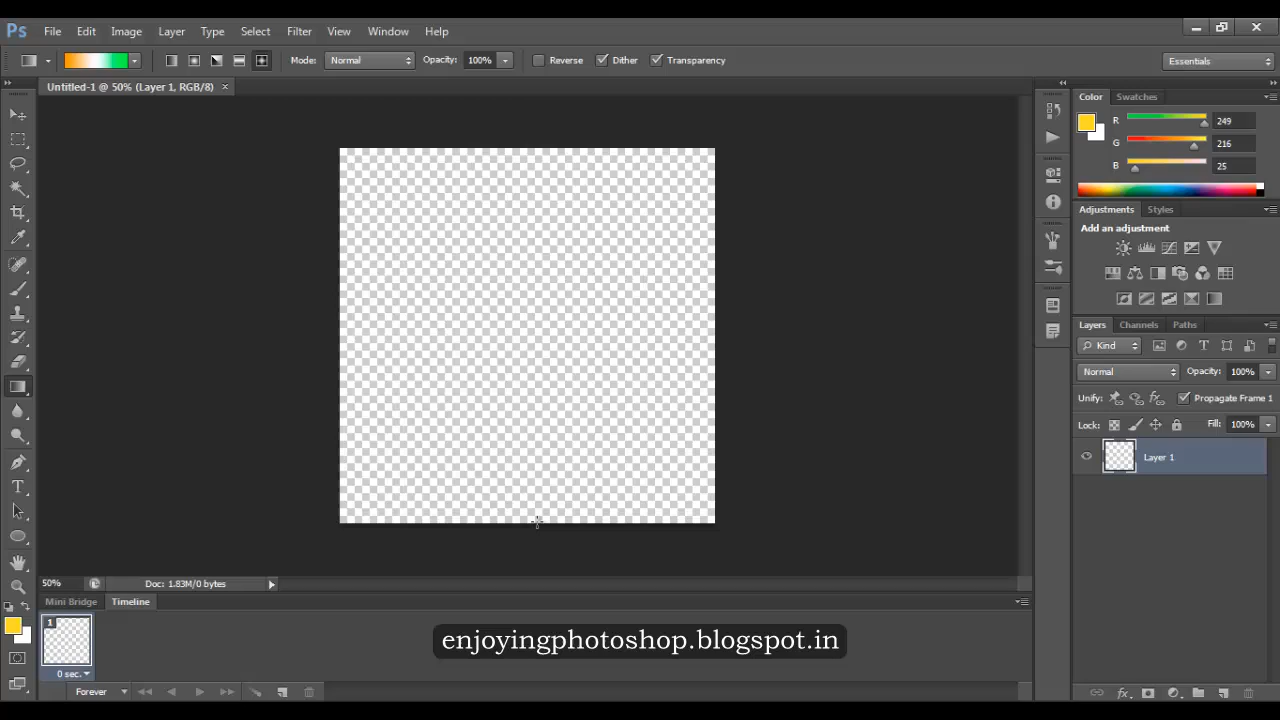 Ps File Edit Image Layer Type Select Filter View Window Help
Mode: Normal Opacity: 100% Reverse Dither Transparency Essentials
Untitled-1 @ 50% (Layer 1, RGB/8) ×
Color Swatches
R 249
G 216
B 25
Adjustments Styles
Add an adjustment
Layers Channels Paths
Kind
Normal Opacity: 100%
Unify: Propagate Frame 1
Lock: Fill: 100%
Layer 1
50% Doc: 1.83M/0 bytes
Mini Bridge Timeline
1
0 sec.
Forever
enjoyingphotoshop.blogspot.in